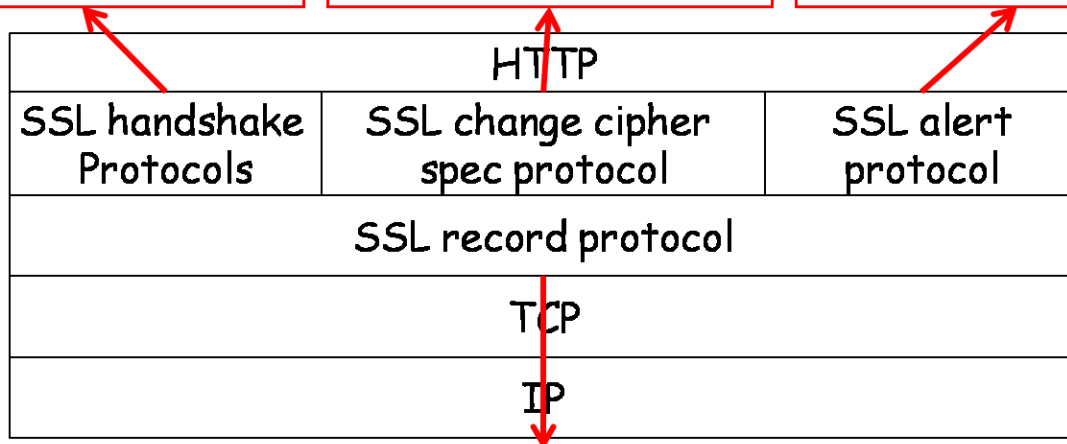 HTTP
SSL handshake Protocols
SSL change cipher spec protocol
SSL alert protocol
SSL record protocol
TCP
IP